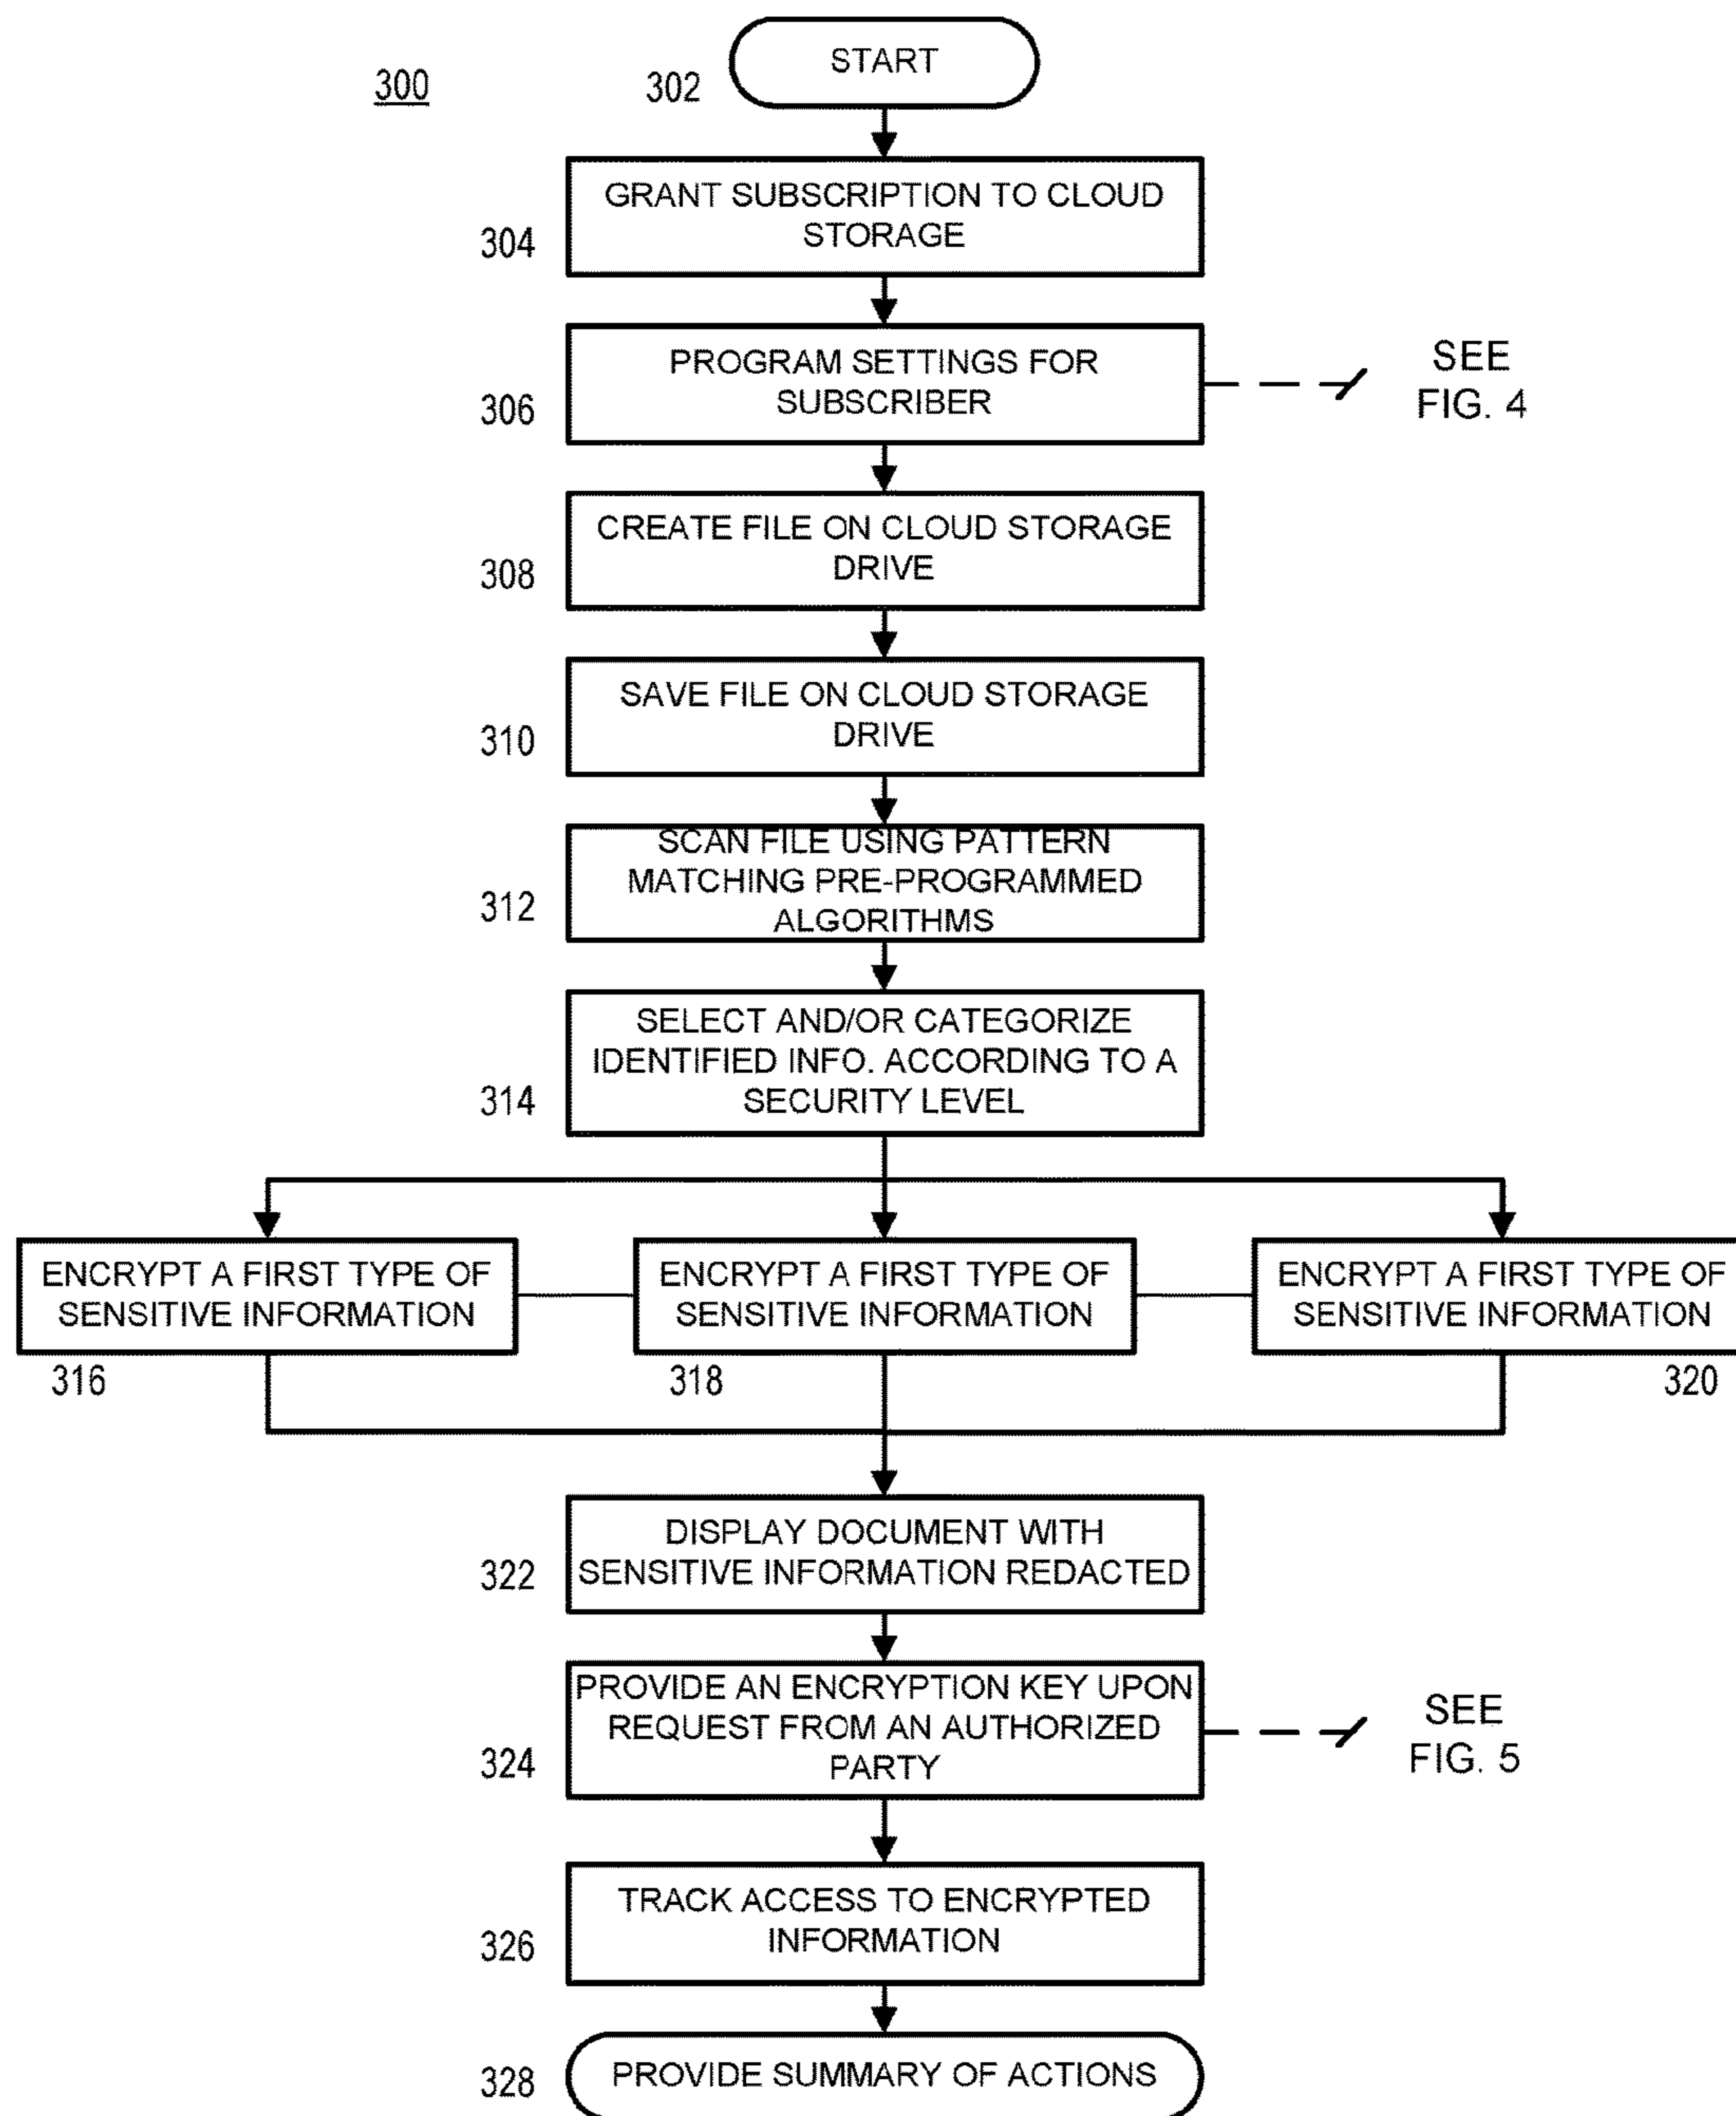 START
300
302
GRANT SUBSCRIPTION TO CLOUD
STORAGE
304
PROGRAM SETTINGS FOR
SUBSCRIBER
306
SEE
FIG. 4
CREATE FILE ON CLOUD STORAGE
DRIVE
308
SAVE FILE ON CLOUD STORAGE
DRIVE
310
SCAN FILE USING PATTERN
MATCHING PRE-PROGRAMMED
ALGORITHMS
312
SELECT AND/OR CATEGORIZE
IDENTIFIED INFO. ACCORDING TO A
SECURITY LEVEL
314
ENCRYPT A FIRST TYPE OF
SENSITIVE INFORMATION
316
ENCRYPT A FIRST TYPE OF
SENSITIVE INFORMATION
318
ENCRYPT A FIRST TYPE OF
SENSITIVE INFORMATION
320
DISPLAY DOCUMENT WITH
SENSITIVE INFORMATION REDACTED
322
PROVIDE AN ENCRYPTION KEY UPON
REQUEST FROM AN AUTHORIZED
PARTY
324
SEE
FIG. 5
TRACK ACCESS TO ENCRYPTED
INFORMATION
326
PROVIDE SUMMARY OF ACTIONS
328